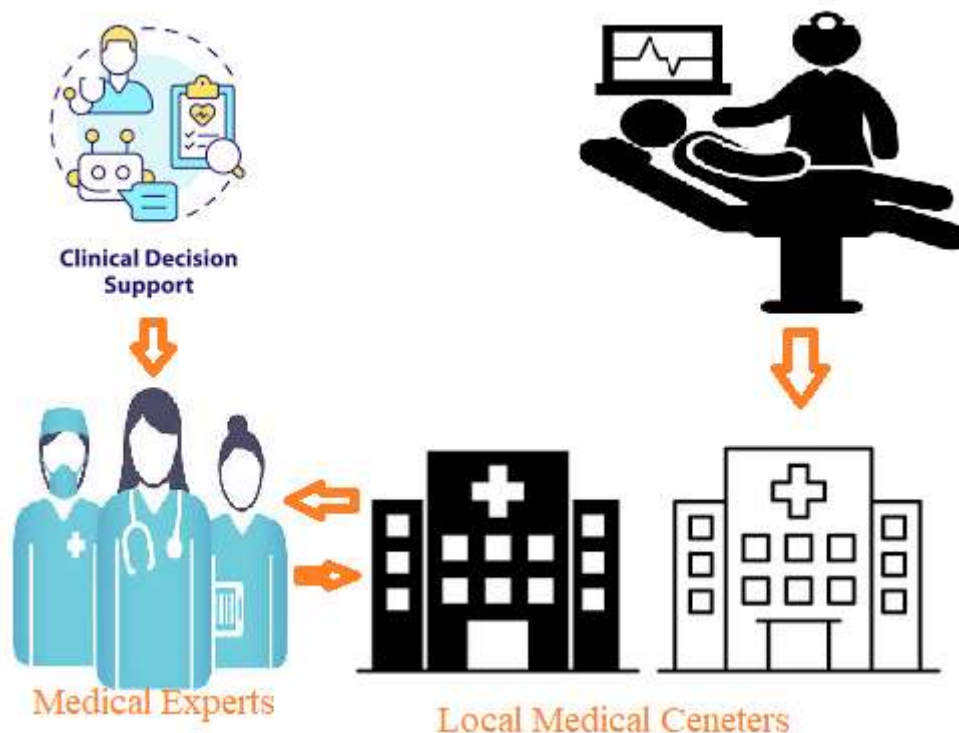 Clinical Decision
Support
Medical Experts
Local Medical Ceneters